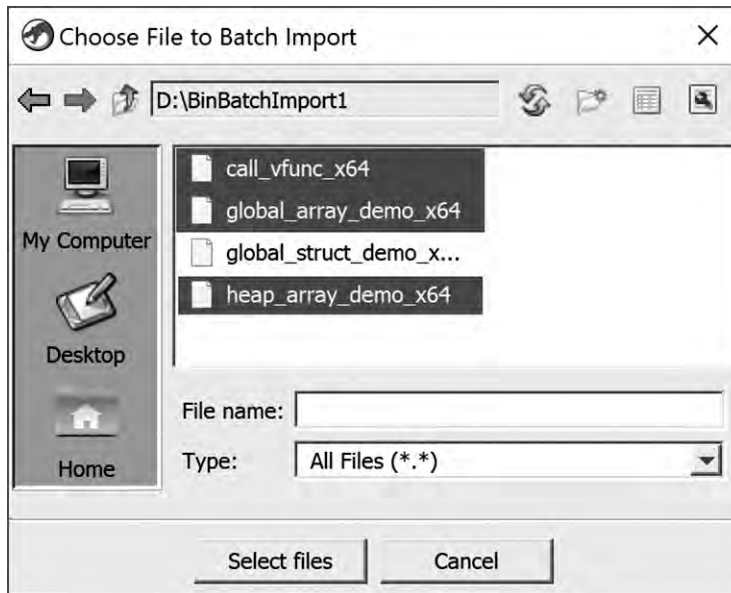 Choose File to Batch Import
D:\BinBatchImport1
My Computer
Desktop
Home
call_vfunc_x64
global_array_demo_x64
global_struct_demo_x...
heap_array_demo_x64
File name:
Type: All Files (*.*)
Select files Cancel